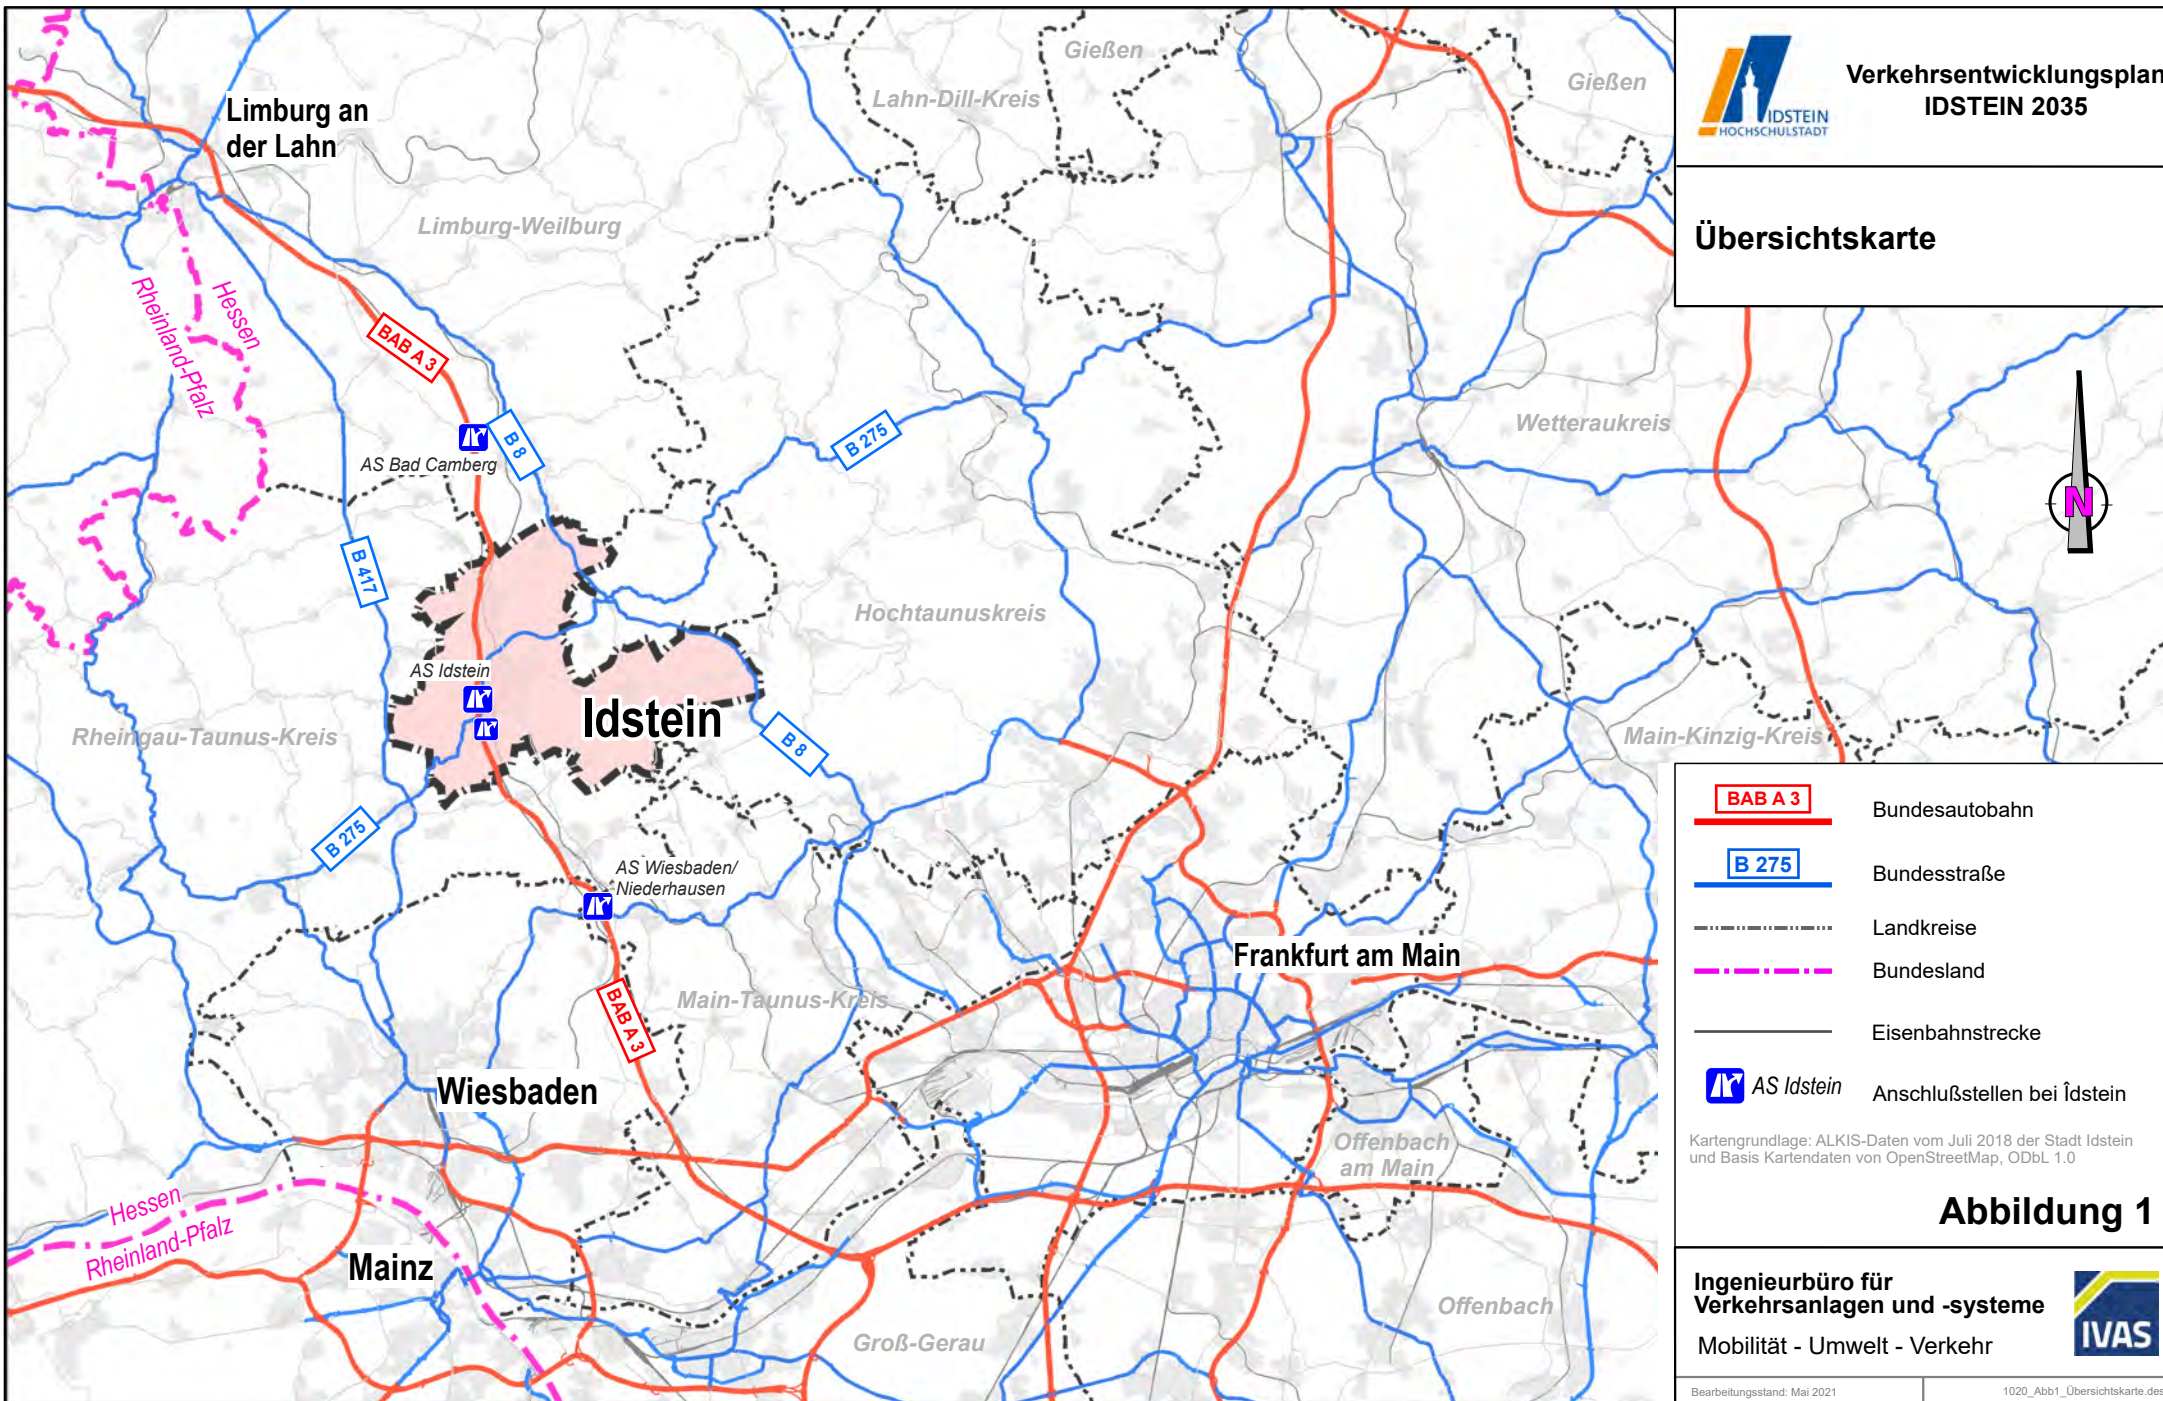 Gießen
Gießen
Lahn-Dill-Kreis
Limburg an
der Lahn
Limburg-Weilburg
Hessen
Rheinland-Pfalz
BAB A 3
B 8
B 275
AS Bad Camberg
Wetteraukreis
B 417
Hochtaunuskreis
AS Idstein
Idstein
Rheingau-Taunus-Kreis
B 8
Main-Kinzig-Kreis
B 275
AS Wiesbaden/
Niederhausen
Frankfurt am Main
Main-Taunus-Kreis
BAB A 3
Wiesbaden
Offenbach
am Main
Hessen
Rheinland-Pfalz
Mainz
Offenbach
Groß-Gerau
IDSTEIN
HOCHSCHULSTADT
Verkehrsentwicklungsplan
IDSTEIN 2035
Übersichtskarte
N
BAB A 3
Bundesautobahn
B 275
Bundesstraße
Landkreise
Bundesland
Eisenbahnstrecke
AS Idstein
Anschlußstellen bei Îdstein
Kartengrundlage: ALKIS-Daten vom Juli 2018 der Stadt Idstein
und Basis Kartendaten von OpenStreetMap, ODbL 1.0
Abbildung 1
Ingenieurbüro für
Verkehrsanlagen und -systeme
Mobilität - Umwelt - Verkehr
IVAS
Bearbeitungsstand: Mai 2021
1020_Abb1_Übersichtskarte.des